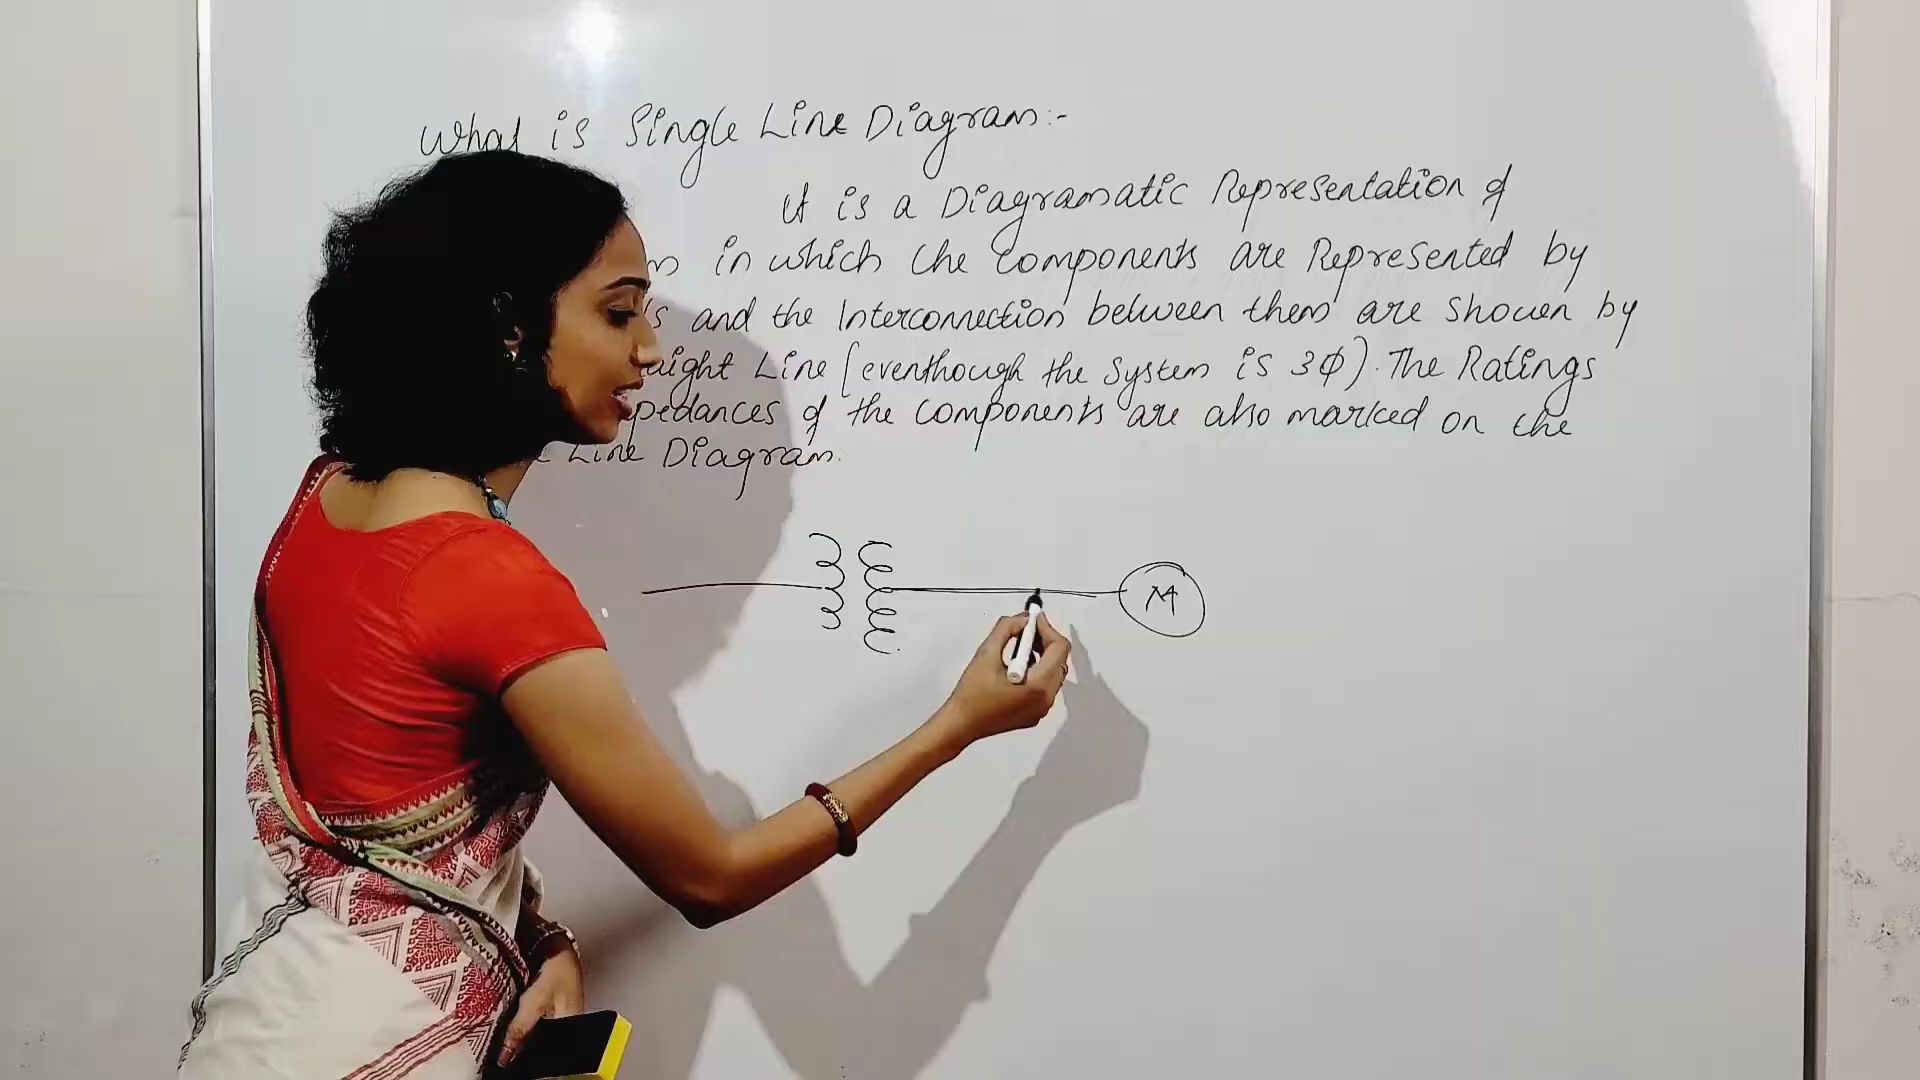 What is Single Line Diagram:-
It is a Diagramatic Representation of
in which the components are Represented by
and the Interconnection between them are shown by
Line (eventhough the System is 3Φ). The Ratings
of the components are also marked on the
Line Diagram.
M